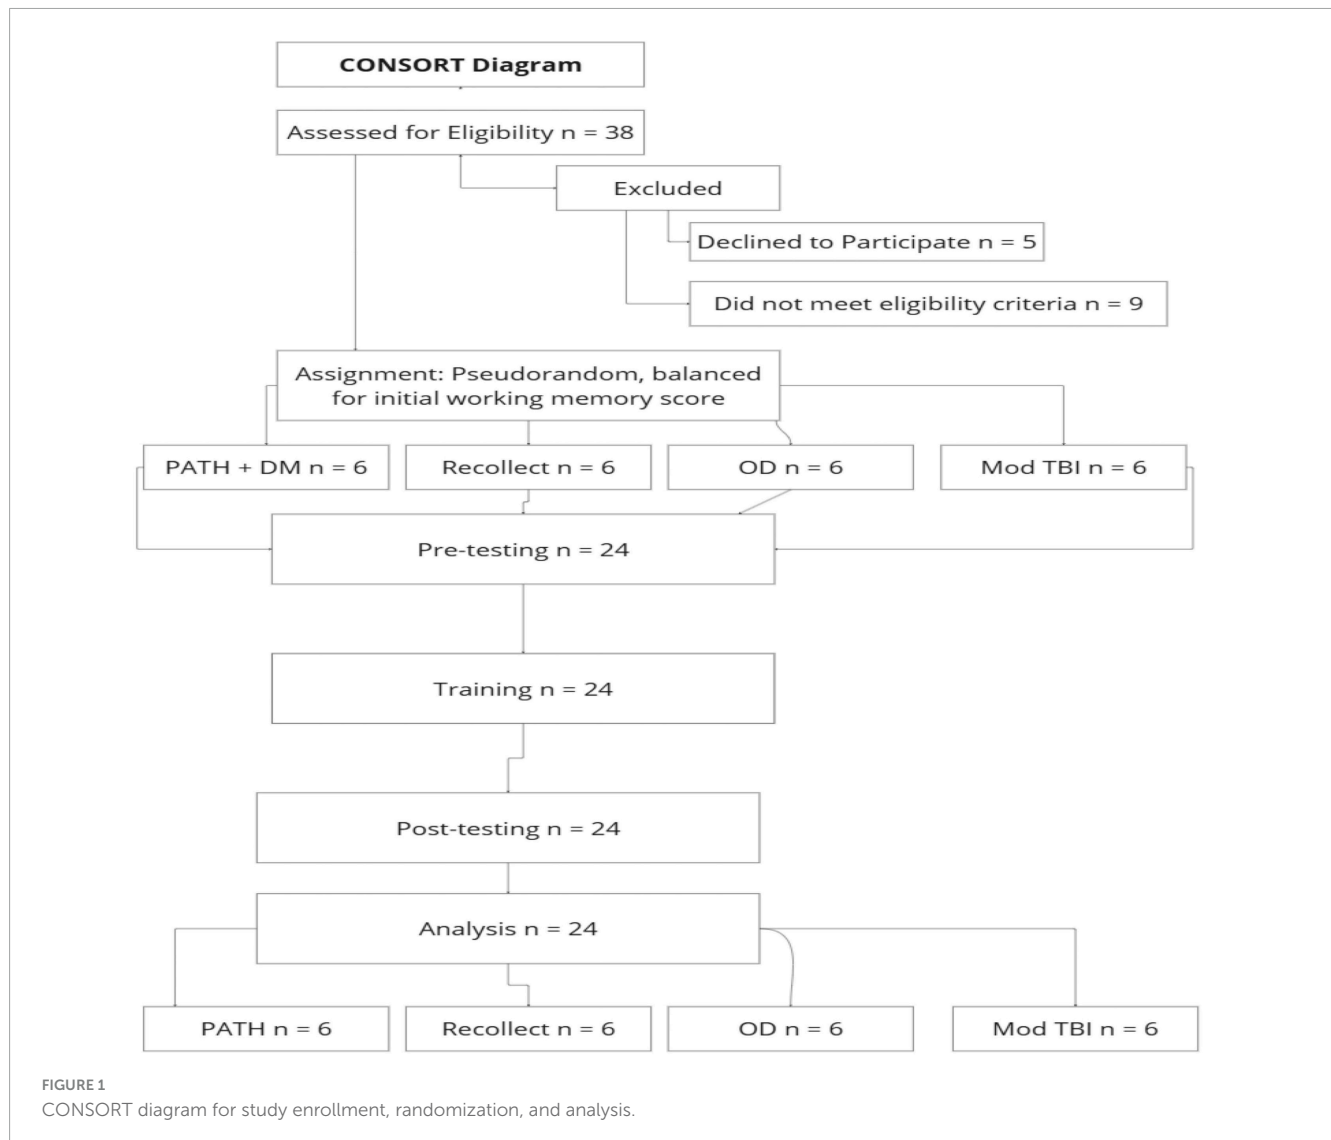 CONSORT Diagram
Assessed for Eligibility n = 38
Excluded
Declined to Participate n = 5
Did not meet eligibility criteria n = 9
Assignment: Pseudorandom, balanced
for initial working memory score
PATH + DM n = 6
Recollect n = 6
OD n = 6
Mod TBI n = 6
Pre-testing n = 24
Training n = 24
Post-testing n = 24
Analysis n = 24
PATH n = 6
Recollect n = 6
OD n = 6
Mod TBI n = 6
FIGURE 1
CONSORT diagram for study enrollment, randomization, and analysis.